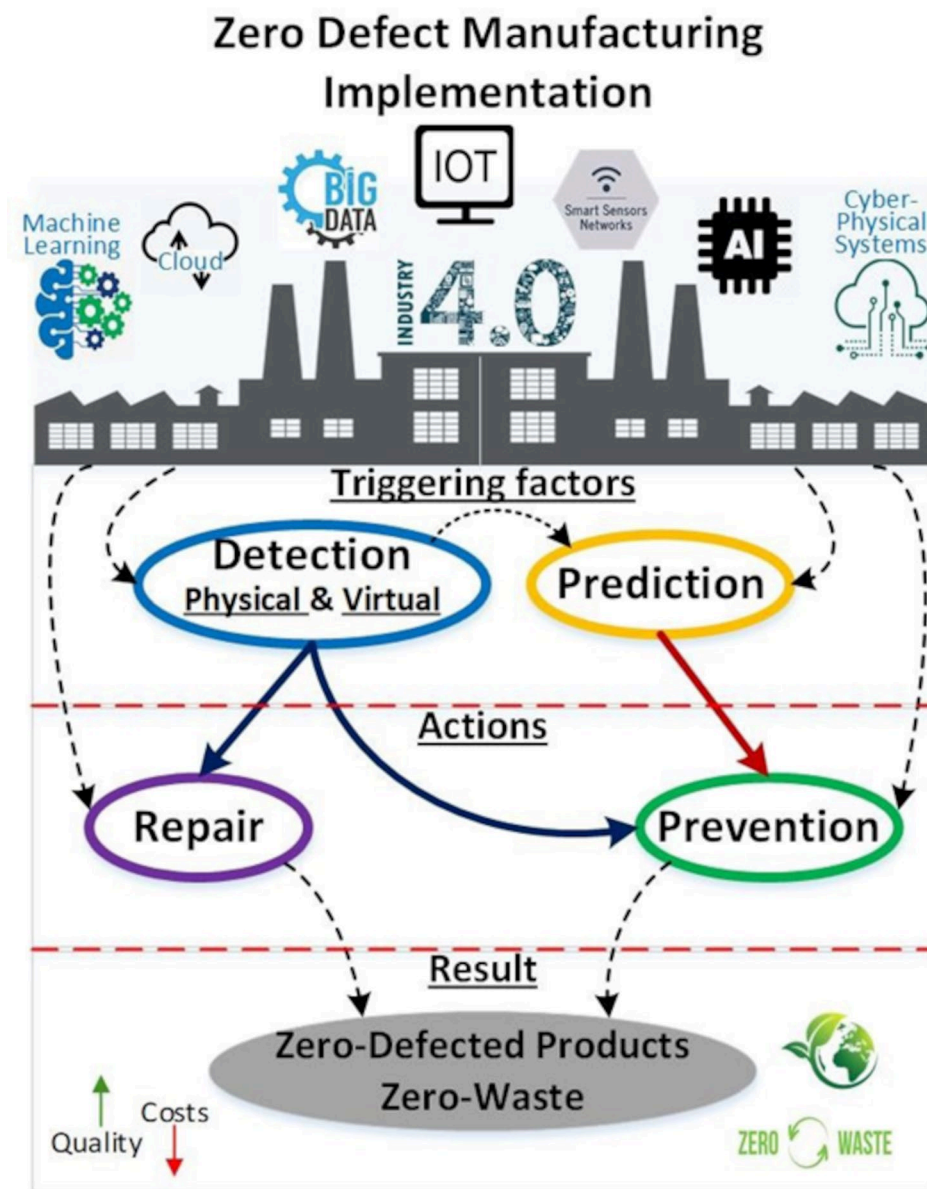 Zero Defect Manufacturing
Implementation
Machine
Learning
Cloud
BIG
DATA
IOT
Smart Sensors
Networks
AI
Cyber-
Physical
Systems
INDUSTRY
4.0
Triggering factors
Detection
Physical & Virtual
Prediction
Actions
Repair
Prevention
Result
Zero-Defected Products
Zero-Waste
Quality
Costs
ZERO WASTE